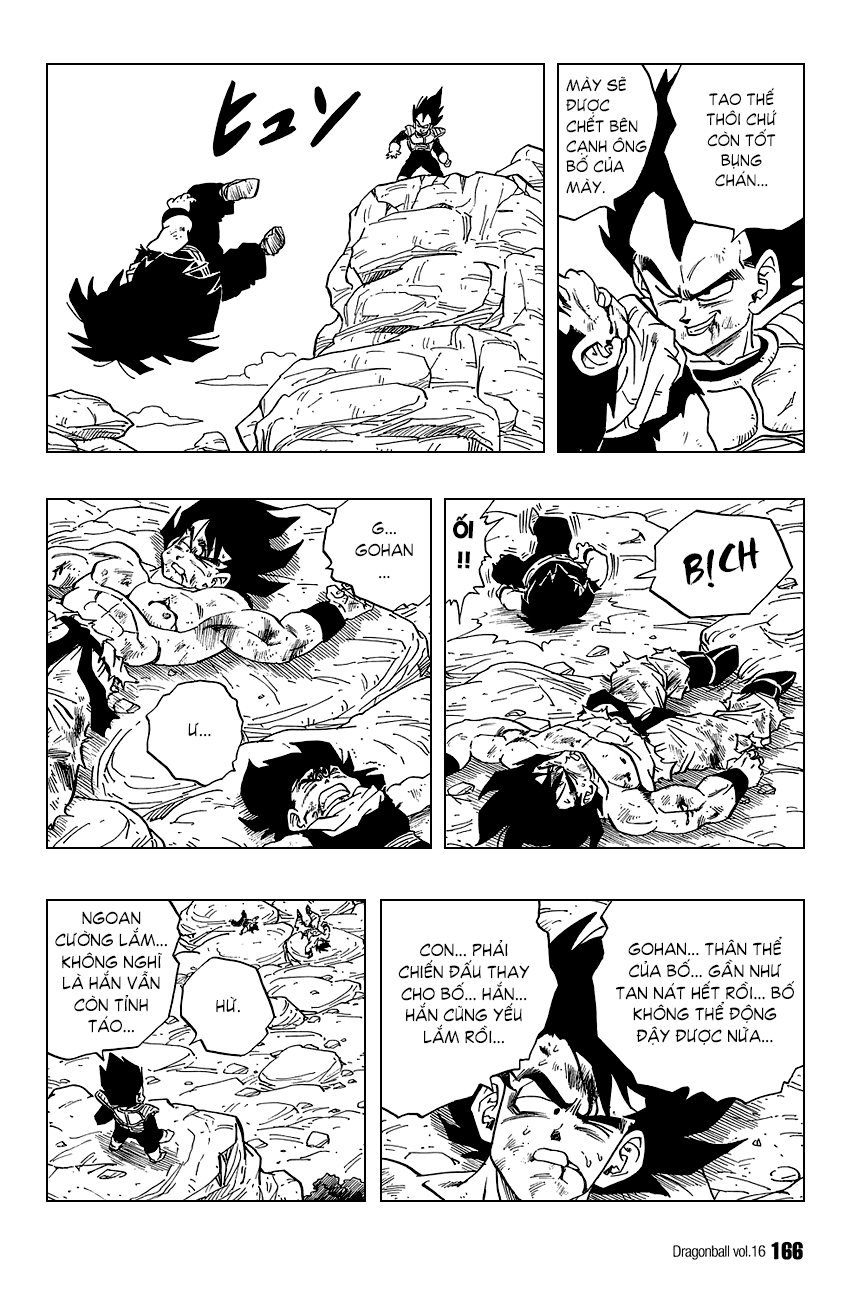 TAO THẾ
THÔI CHỨ
CÒN TỐT
BỤNG
CHÁN...
MÀY SẼ
ĐƯỢC
CHẾT BÊN
CẠNH ÔNG
BỐ CỦA
MÀY.
ヒュン
BỊCH
ỐI
!!
G...
GOHAN
...
Ư...
GOHAN... THÂN THỂ
CỦA BỐ... GẦN NHƯ
TAN NÁT HẾT RỒI... BỐ
KHÔNG THỂ ĐỘNG
ĐẬY ĐƯỢC NỮA...
CON... PHẢI
CHIẾN ĐẤU THAY
CHO BỐ... HẮN...
HẮN CŨNG YẾU
LẮM RỒI...
HỪ.
NGOAN
CƯỜNG LẮM...
KHÔNG NGHĨ
LÀ HẮN VẪN
CÒN TỈNH
TÁO...
Dragonball vol.16 166